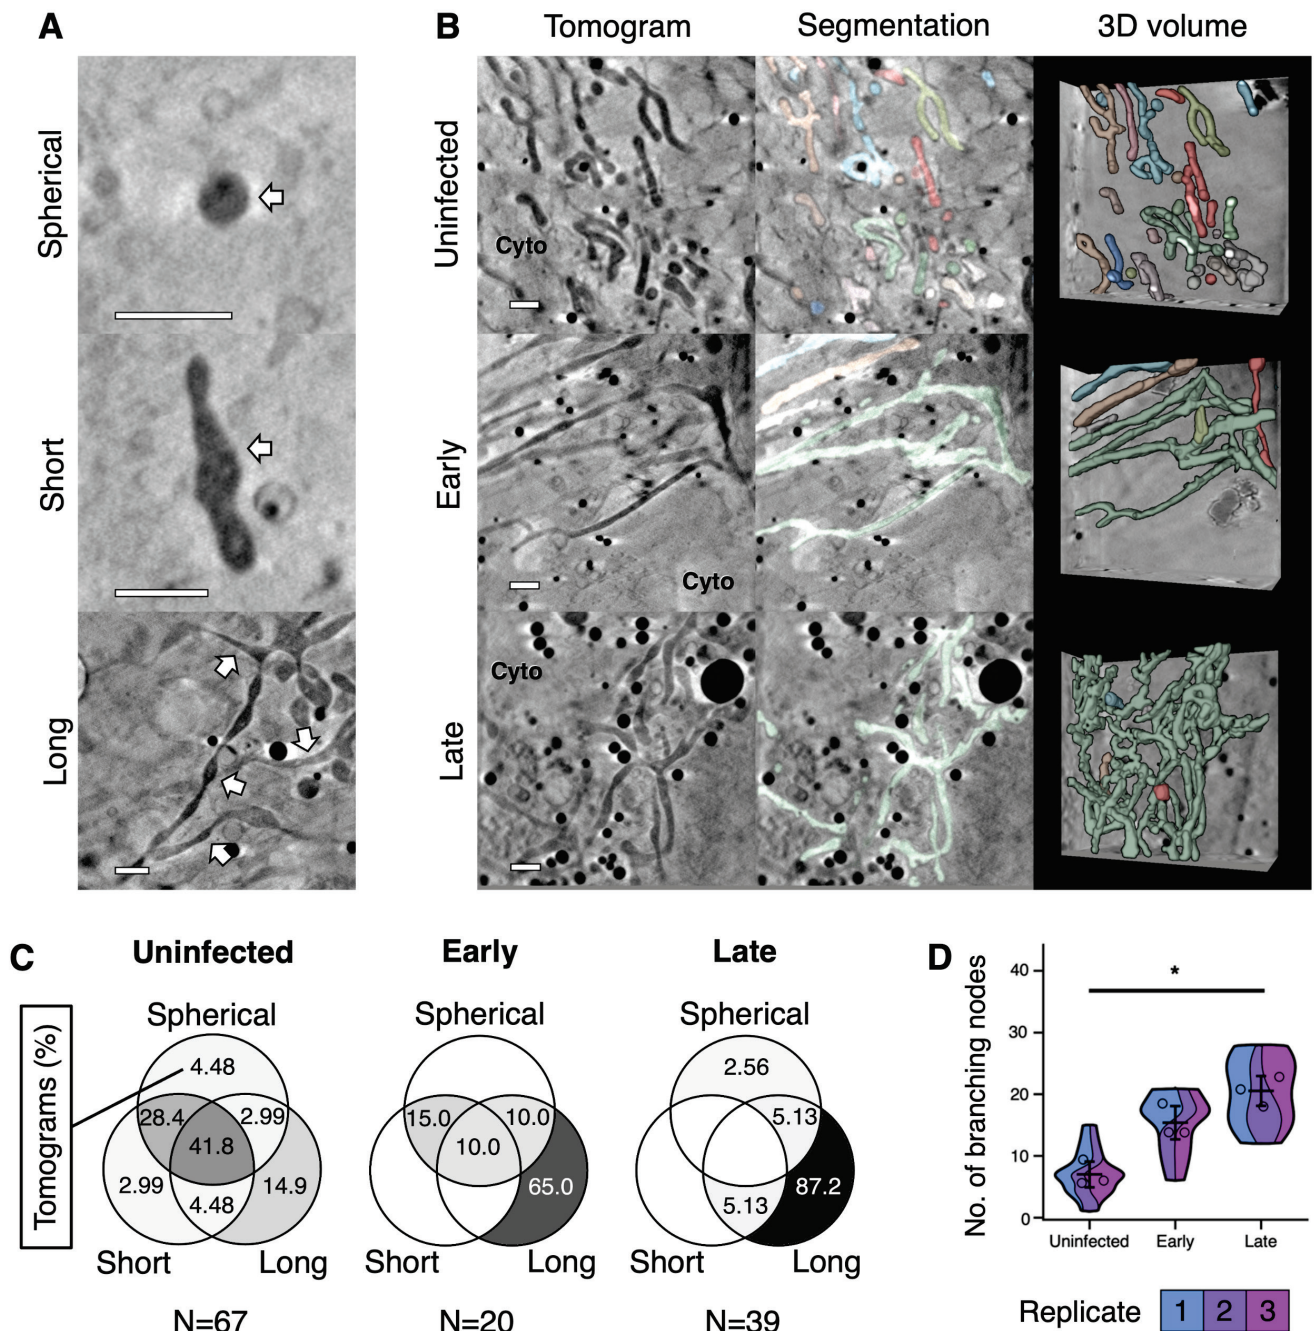 A
Spherical
Short
Long
B
Tomogram
Segmentation
3D volume
Uninfected
Cyto
Early
Cyto
Late
Cyto
C
Tomograms (%)
Uninfected
Spherical
4.48
28.4
2.99
41.8
2.99
14.9
4.48
Short
Long
N=67
Early
Spherical
15.0
10.0
10.0
65.0
Short
Long
N=20
Late
Spherical
2.56
5.13
87.2
5.13
Short
Long
N=39
D
No. of branching nodes
40
30
20
10
0
*
Uninfected
Early
Late
Replicate
1
2
3